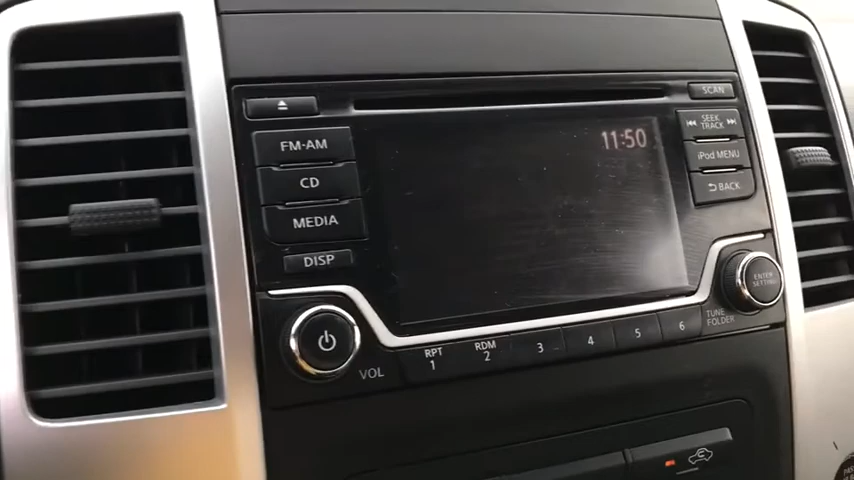 SCAN
FM-AM
11:50
SEEK
TRACK
CD
iPod MENU
MEDIA
BACK
DISP
ENTER
SETTING
VOL
RPT
1
RDM
2
3
4
5
6
TUNE
FOLDER